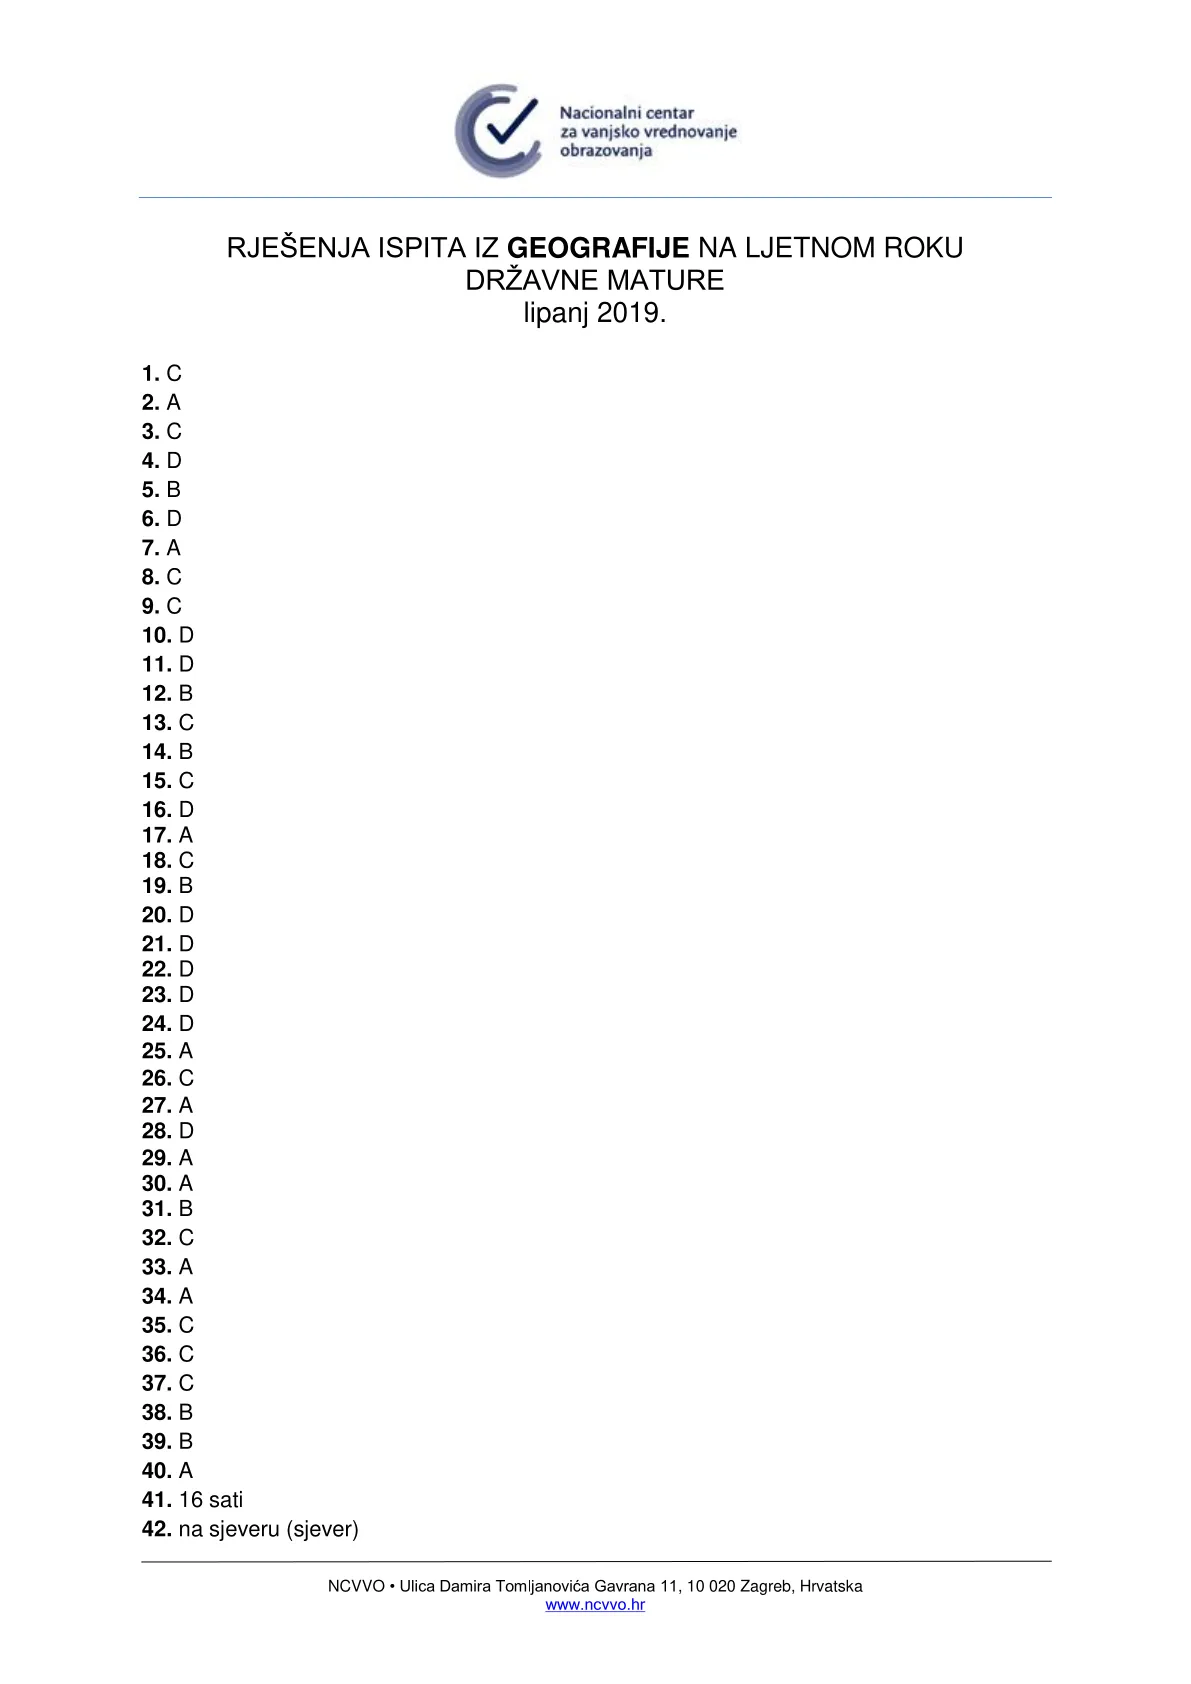 Nacionalni centar
za vanjsko vrednovanje
obrazovanja
RJEŠENJA ISPITA IZ GEOGRAFIJE NA LJETNOM ROKU
DRŽAVNE MATURE
lipanj 2019.
1. C
2. A
3. C
4. D
5. B
6. D
7. A
8. C
9. C
10. D
11. D
12. B
13. C
14. B
15. C
16. D
17. A
18. C
19. B
20. D
21. D
22. D
23. D
24. D
25. A
26. C
27. A
28. D
29. A
30. A
31. B
32. C
33. A
34. A
35. C
36. C
37. C
38. B
39. B
40. A
41. 16 sati
42. na sjeveru (sjever)
NCVVO • Ulica Damira Tomljanovića Gavrana 11, 10 020 Zagreb, Hrvatska
www.ncvvo.hr